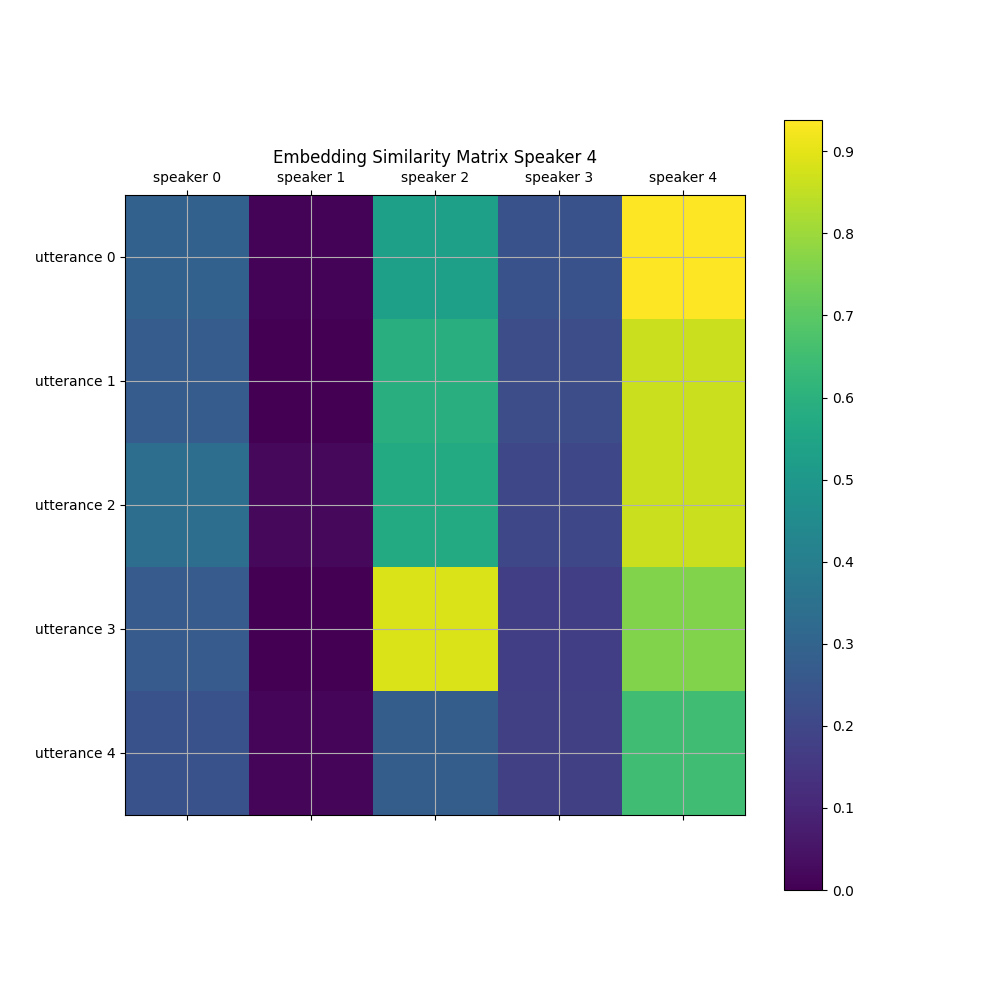 Embedding Similarity Matrix Speaker 4
speaker 0 speaker 1 speaker 2 speaker 3 speaker 4
utterance 0
utterance 1
utterance 2
utterance 3
utterance 4
0.9
0.8
0.7
0.6
0.5
0.4
0.3
0.2
0.1
0.0